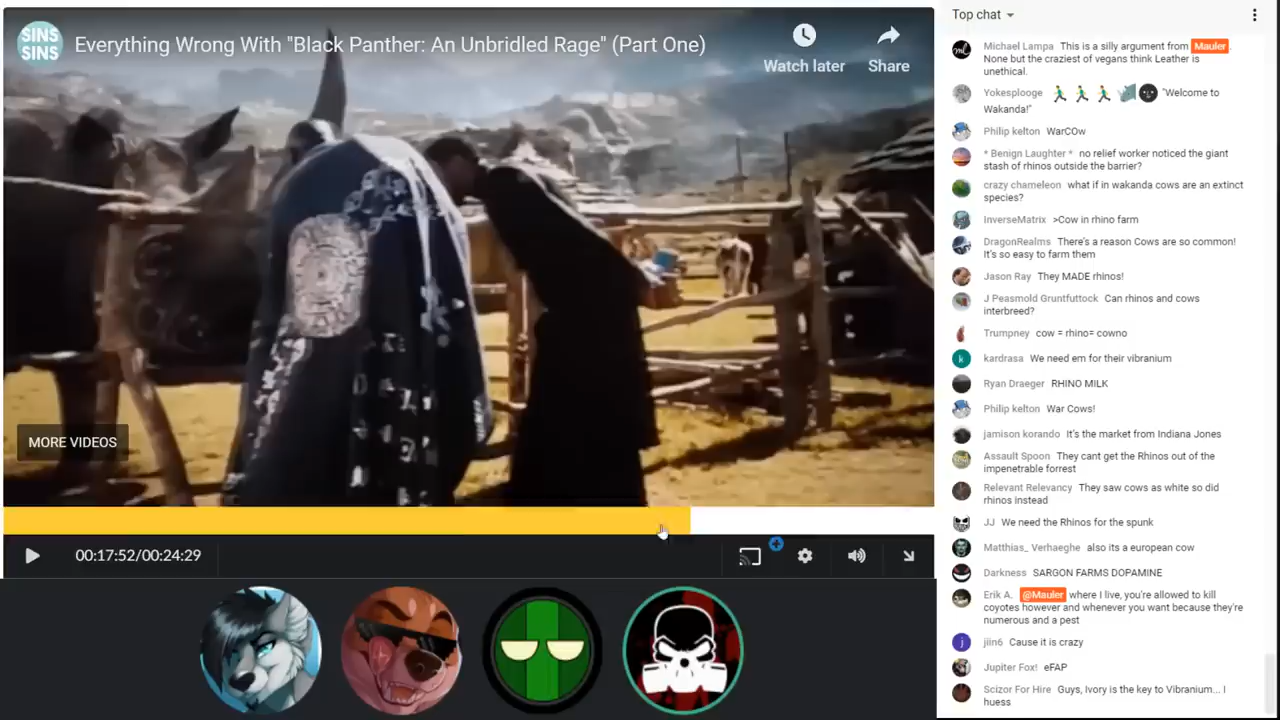 SINS
SINS
Everything Wrong With "Black Panther: An Unbridled Rage" (Part One)
Watch later
Share
MORE VIDEOS
00:17:52/00:24:29
Top chat
ml
Michael Lampa This is a silly argument from Mauler.
None but the craziest of vegans think Leather is
unethical.
Yokesplooge 🏃‍♂️🏃‍♂️🏃‍♂️🦏🌚 "Welcome to
Wakanda!"
Philip kelton WarCOw
* Benign Laughter * no relief worker noticed the giant
stash of rhinos outside the barrier?
crazy chameleon what if in wakanda cows are an extinct
species?
InverseMatrix >Cow in rhino farm
DragonRealms There's a reason Cows are so common!
It's so easy to farm them
Jason Ray They MADE rhinos!
J Peasmold Gruntfuttock Can rhinos and cows
interbreed?
Trumpney cow = rhino= cowno
k
kardrasa We need em for their vibranium
Ryan Draeger RHINO MILK
Philip kelton War Cows!
jamison korando It's the market from Indiana Jones
Assault Spoon They cant get the Rhinos out of the
impenetrable forrest
Relevant Relevancy They saw cows as white so did
rhinos instead
JJ We need the Rhinos for the spunk
Matthias_ Verhaeghe also its a european cow
Darkness SARGON FARMS DOPAMINE
Erik A. @Mauler where I live, you're allowed to kill
coyotes however and whenever you want because they're
numerous and a pest
j
jiin6 Cause it is crazy
Jupiter Fox! eFAP
Scizor For Hire Guys, Ivory is the key to Vibranium... I
huess